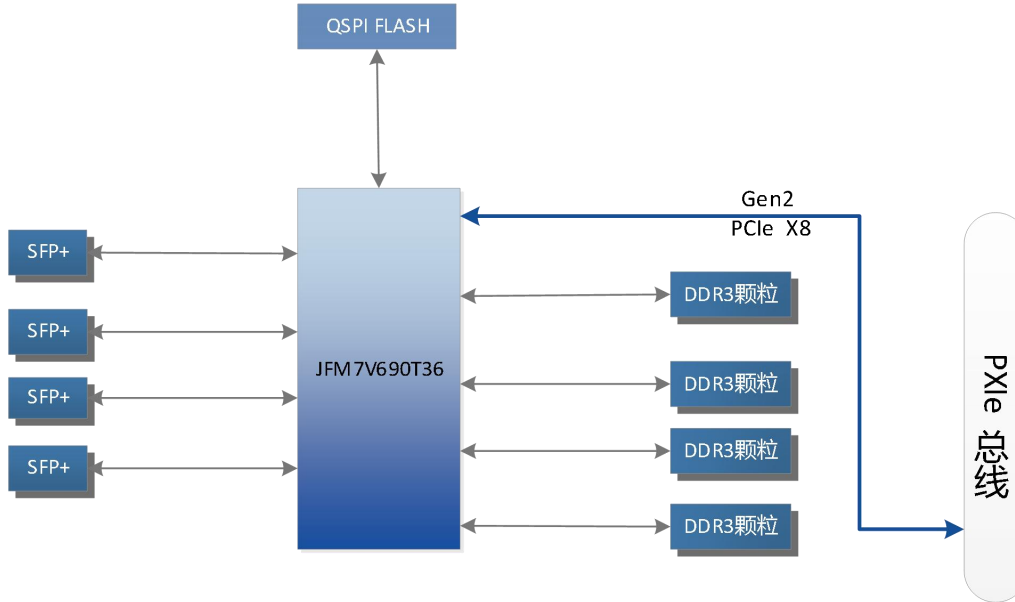 QSPI FLASH
Gen2
PCIe X8
SFP+
SFP+
SFP+
SFP+
JFM7V690T36
DDR3颗粒
DDR3颗粒
DDR3颗粒
DDR3颗粒
PXIe 总线